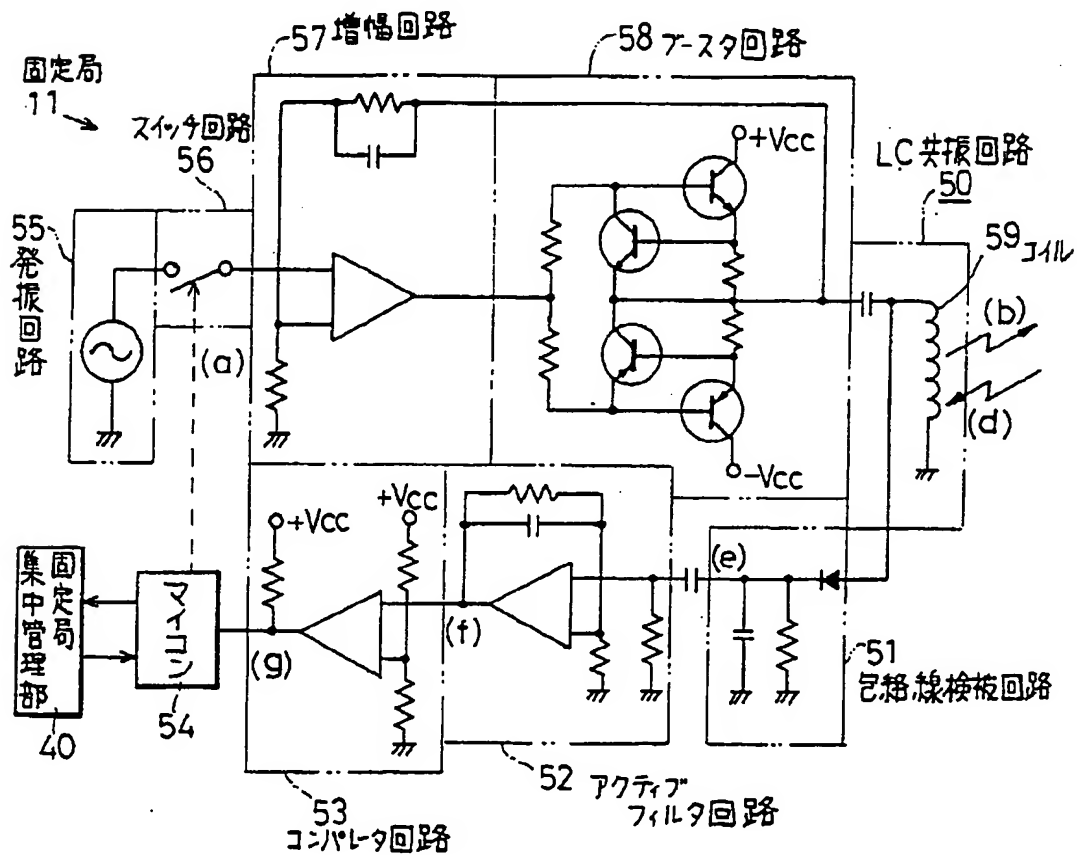 57 増幅回路
58 ブースタ回路
固定局
11
スイッチ回路
56
+Vcc
LC共振回路
50
55
発振回路
59 コイル
(a)
(b)
(d)
-Vcc
+Vcc
+Vcc
(e)
固定局
集中管理部
40
マイコン
54
(g)
(f)
51
包絡線検波回路
52
アクティブ
フィルタ回路
53
コンパレータ回路